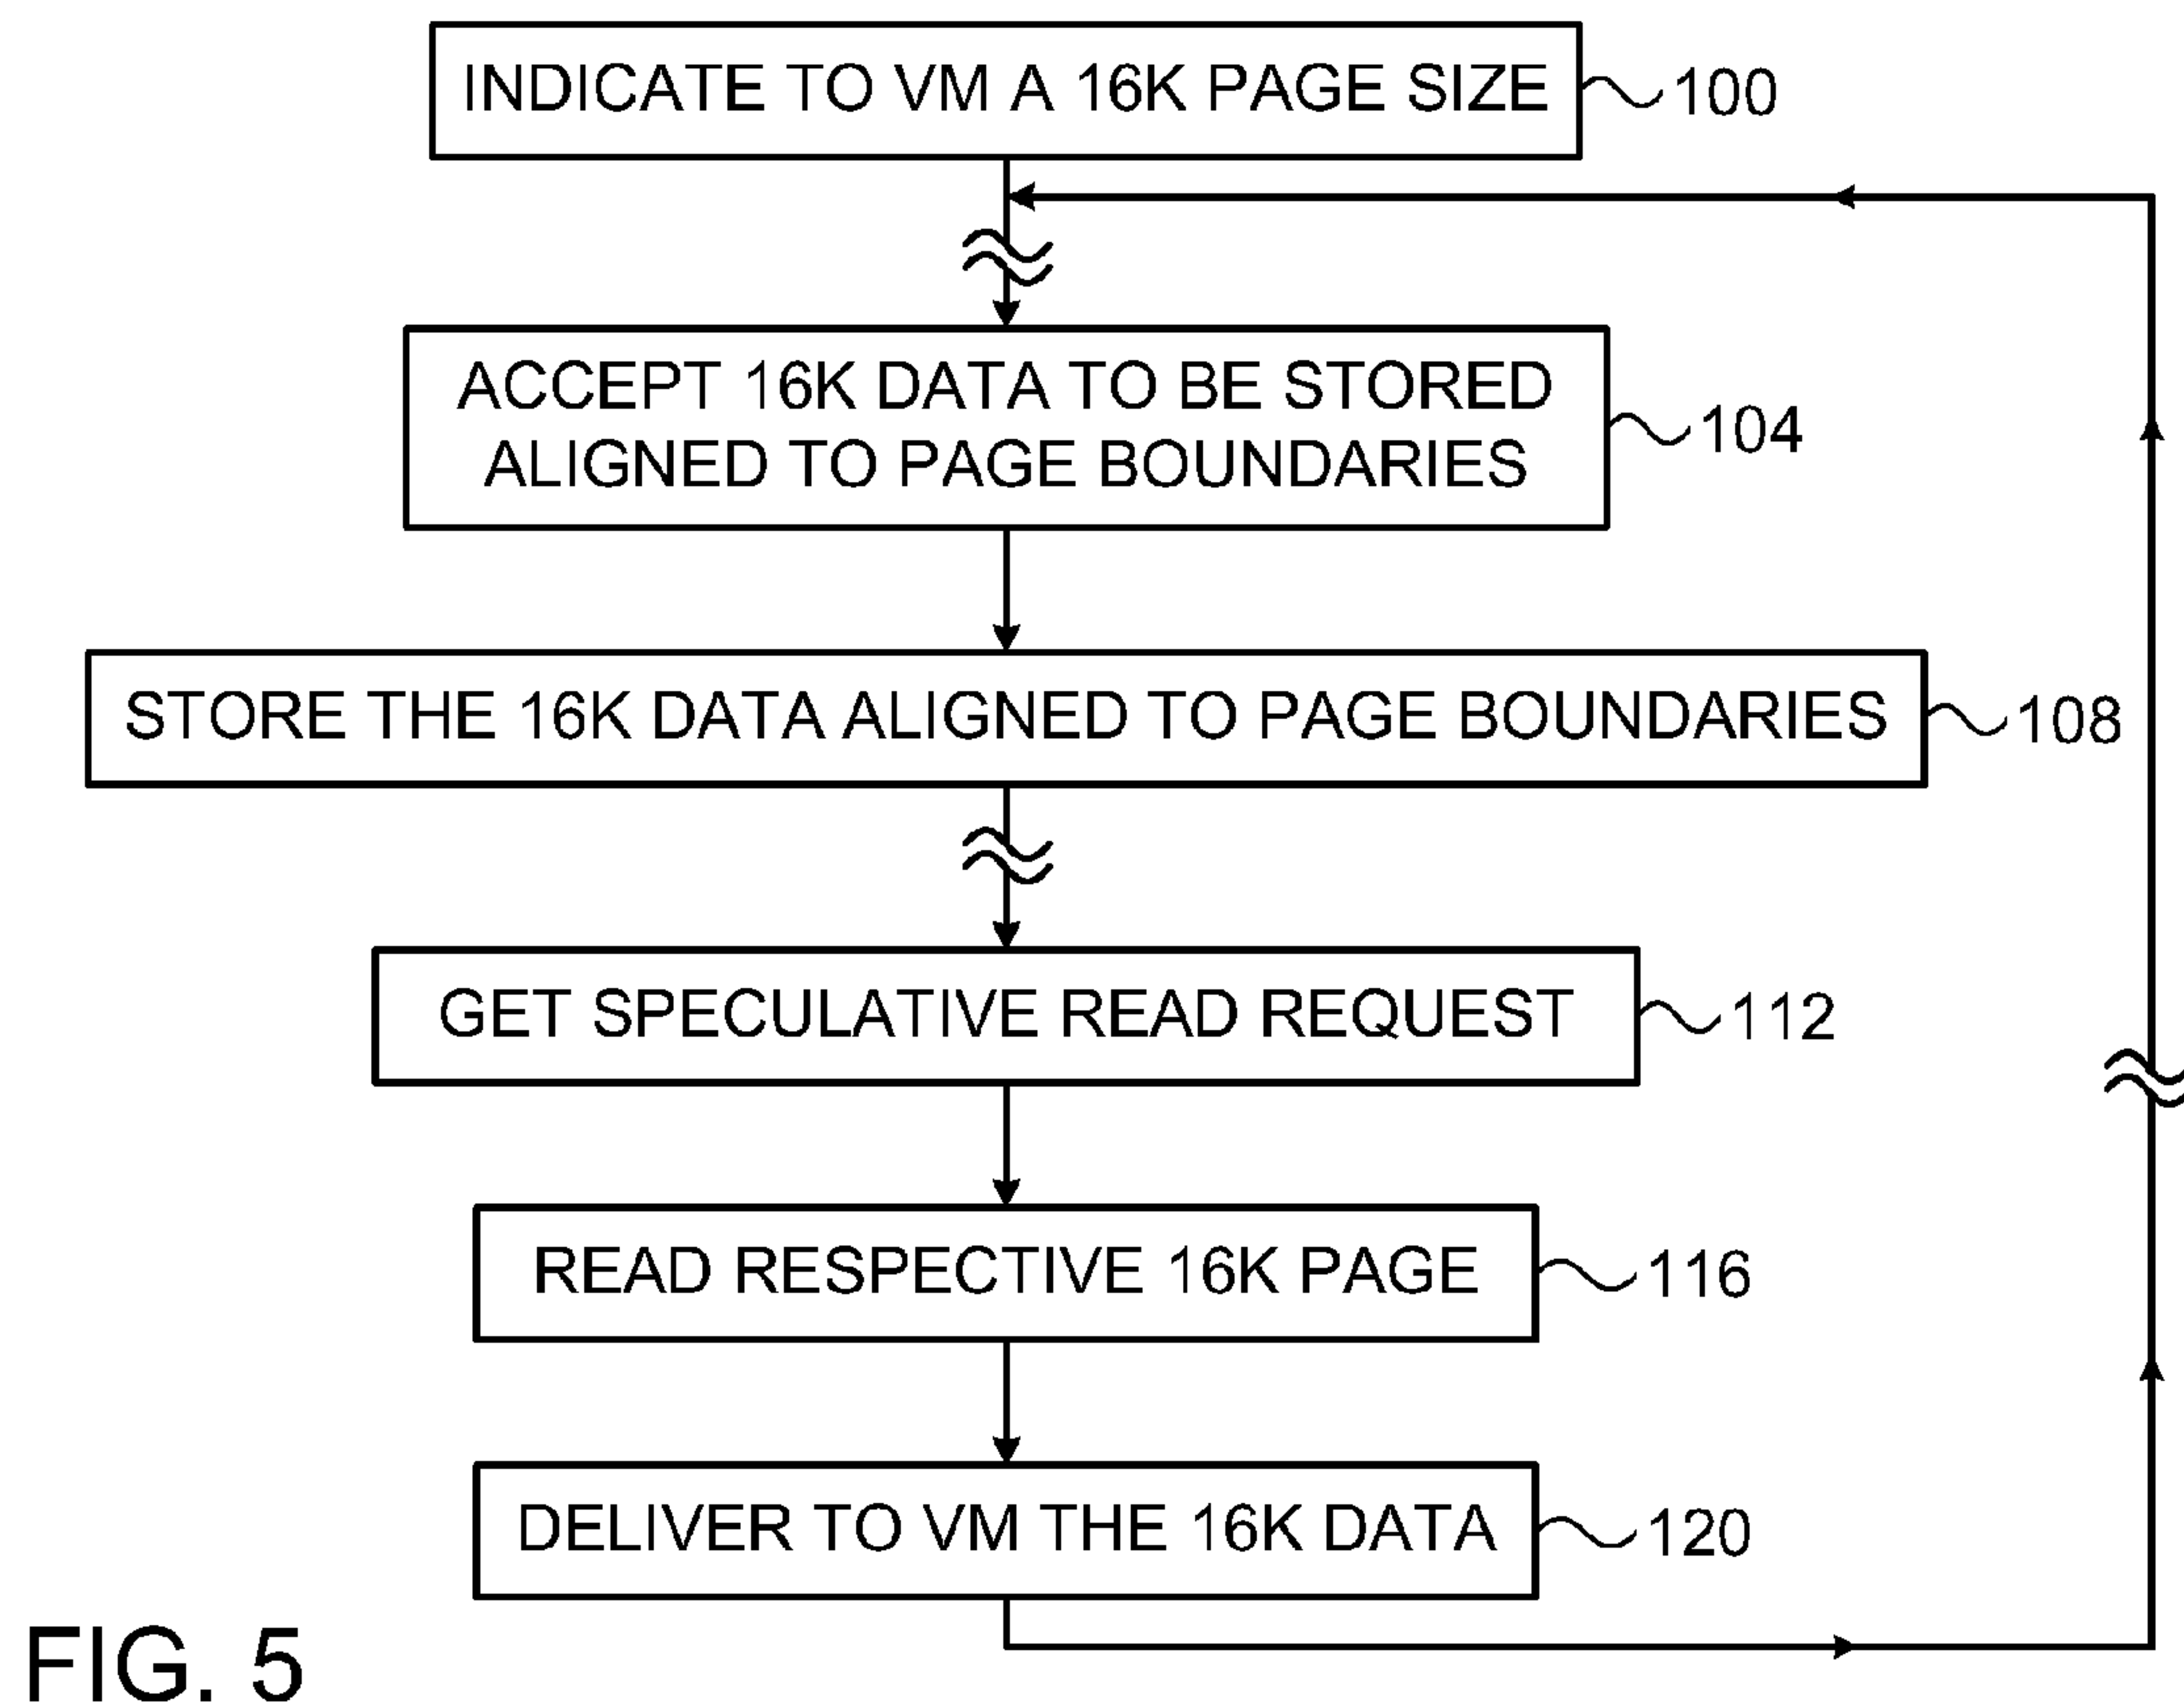 INDICATE TO VM A 16K PAGE SIZE
100
ACCEPT 16K DATA TO BE STORED
ALIGNED TO PAGE BOUNDARIES
104
STORE THE 16K DATA ALIGNED TO PAGE BOUNDARIES
108
GET SPECULATIVE READ REQUEST
112
READ RESPECTIVE 16K PAGE
116
DELIVER TO VM THE 16K DATA
120
FIG. 5